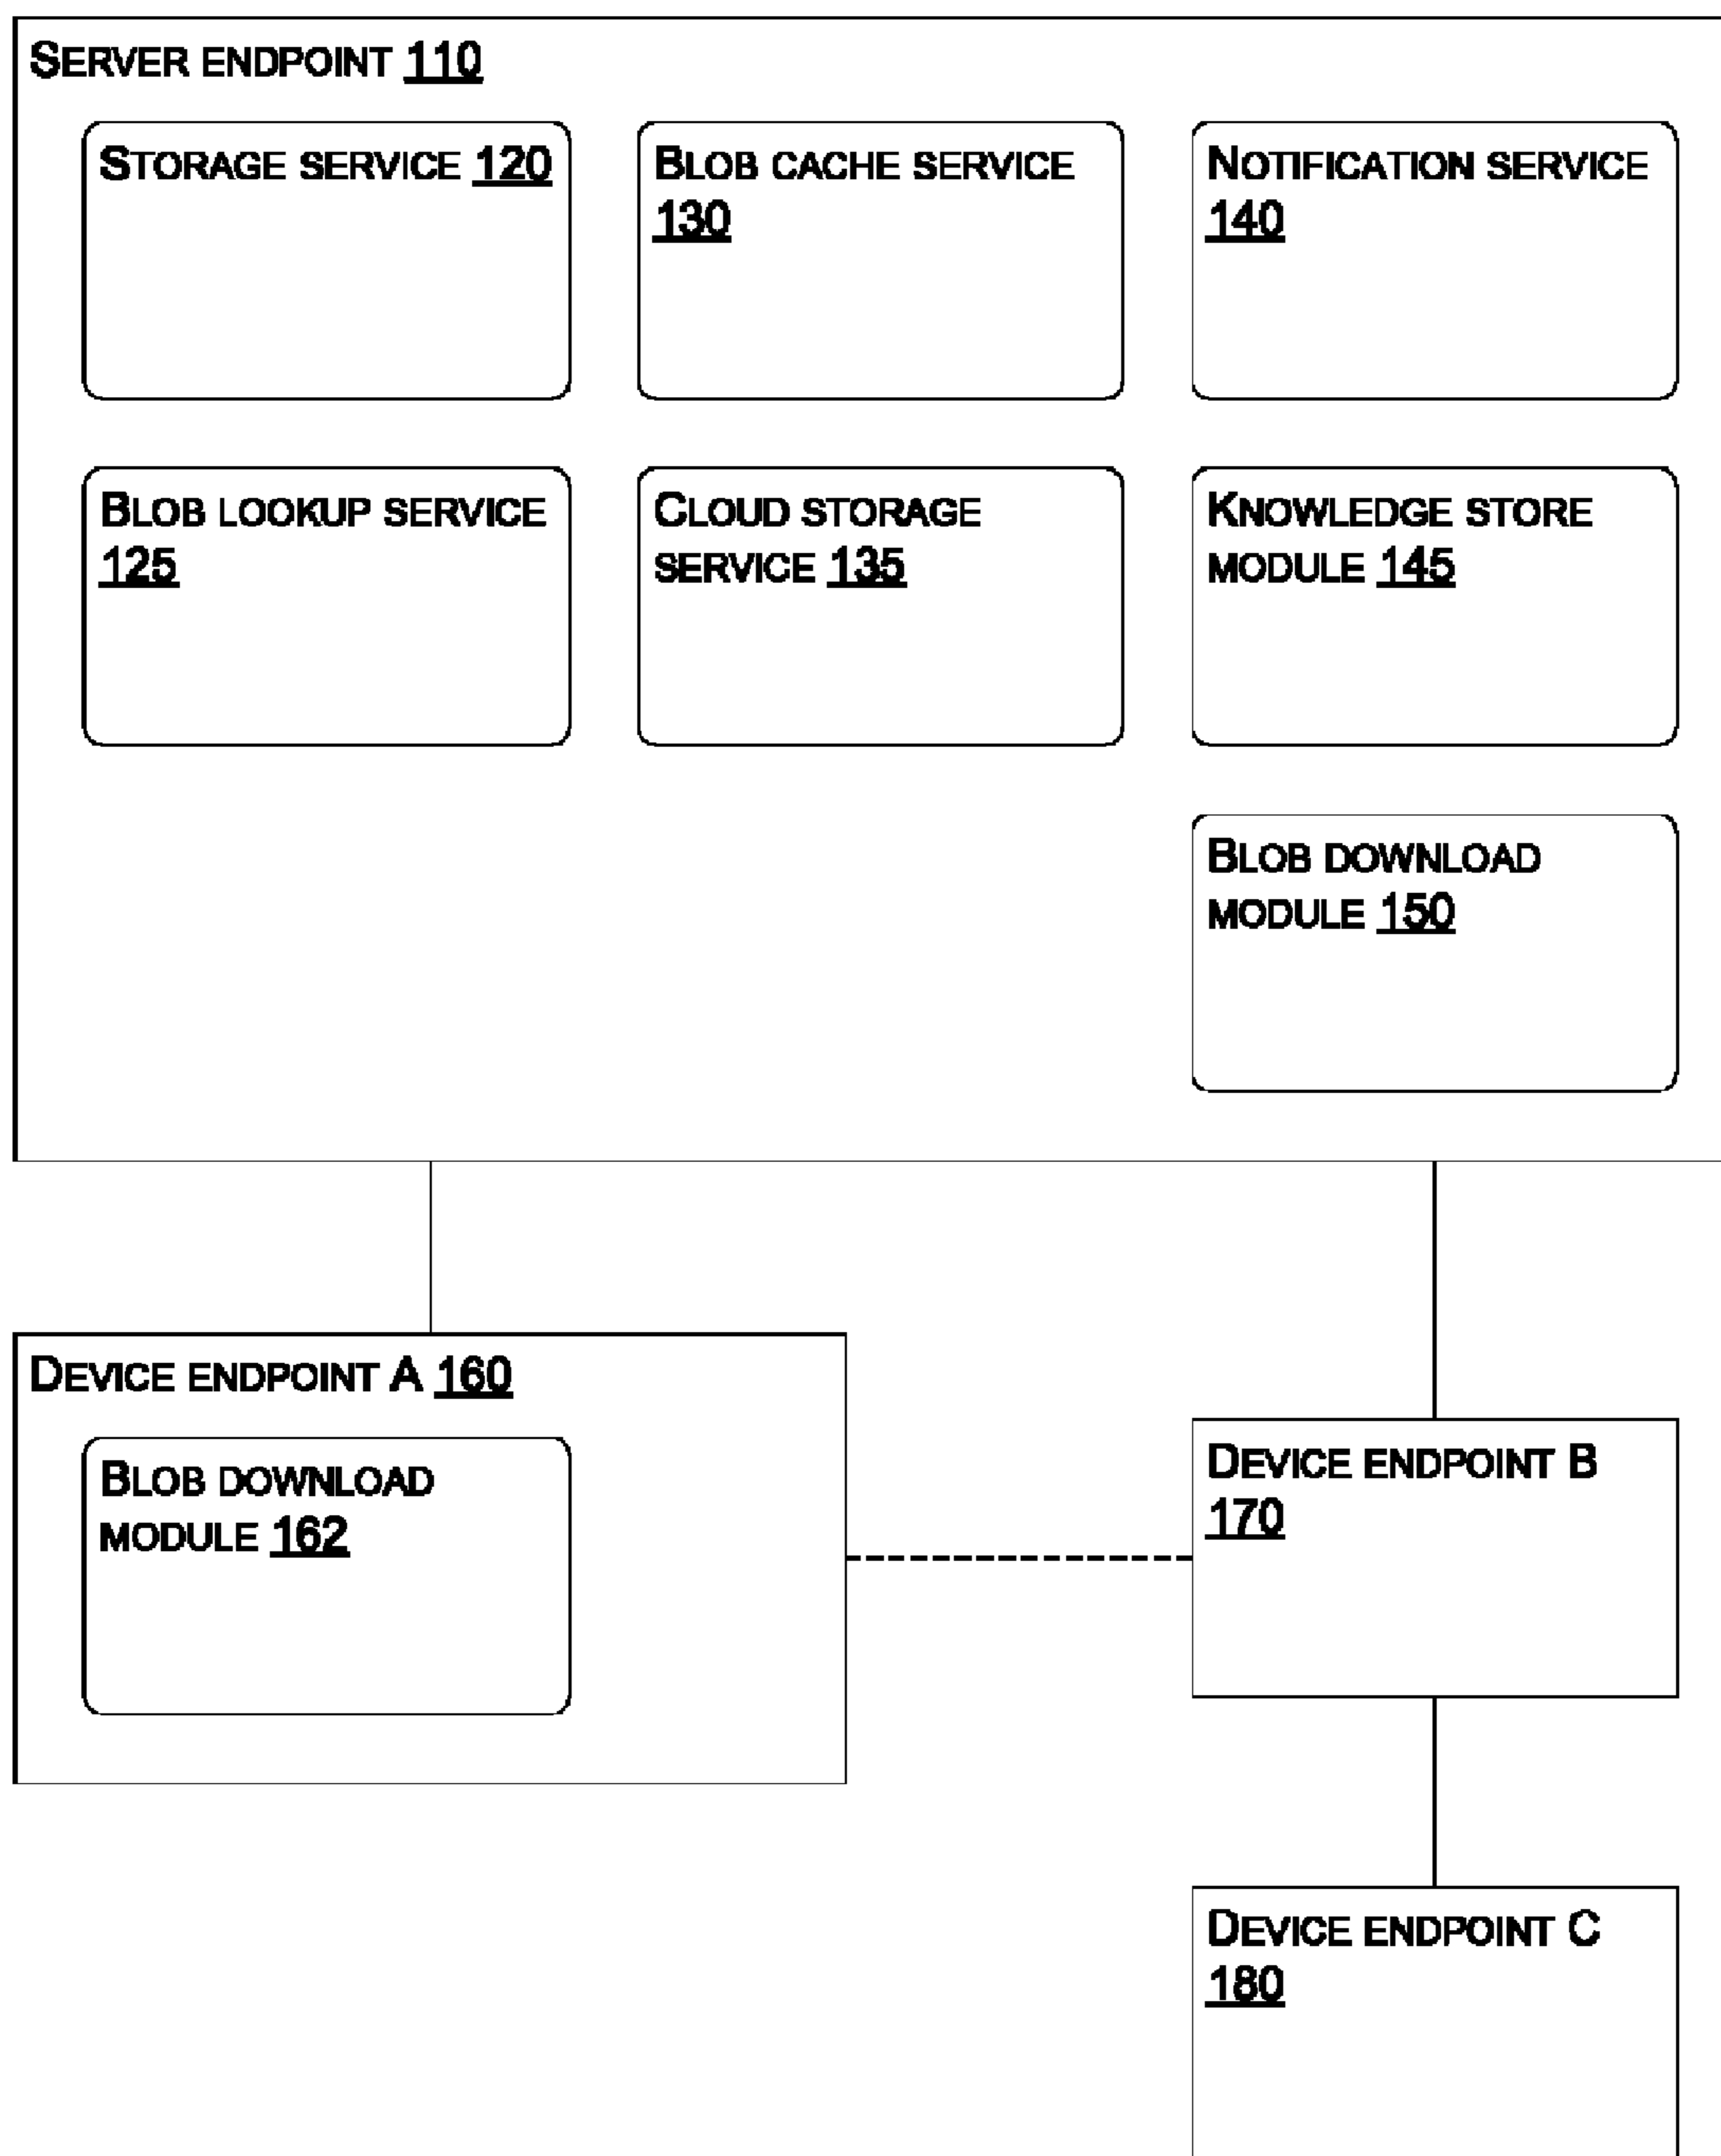 SERVER ENDPOINT 110
STORAGE SERVICE 120
BLOB CACHE SERVICE
130
NOTIFICATION SERVICE
140
BLOB LOOKUP SERVICE
125
CLOUD STORAGE
SERVICE 135
KNOWLEDGE STORE
MODULE 145
BLOB DOWNLOAD
MODULE 150
DEVICE ENDPOINT A 160
BLOB DOWNLOAD
MODULE 162
DEVICE ENDPOINT B
170
DEVICE ENDPOINT C
180